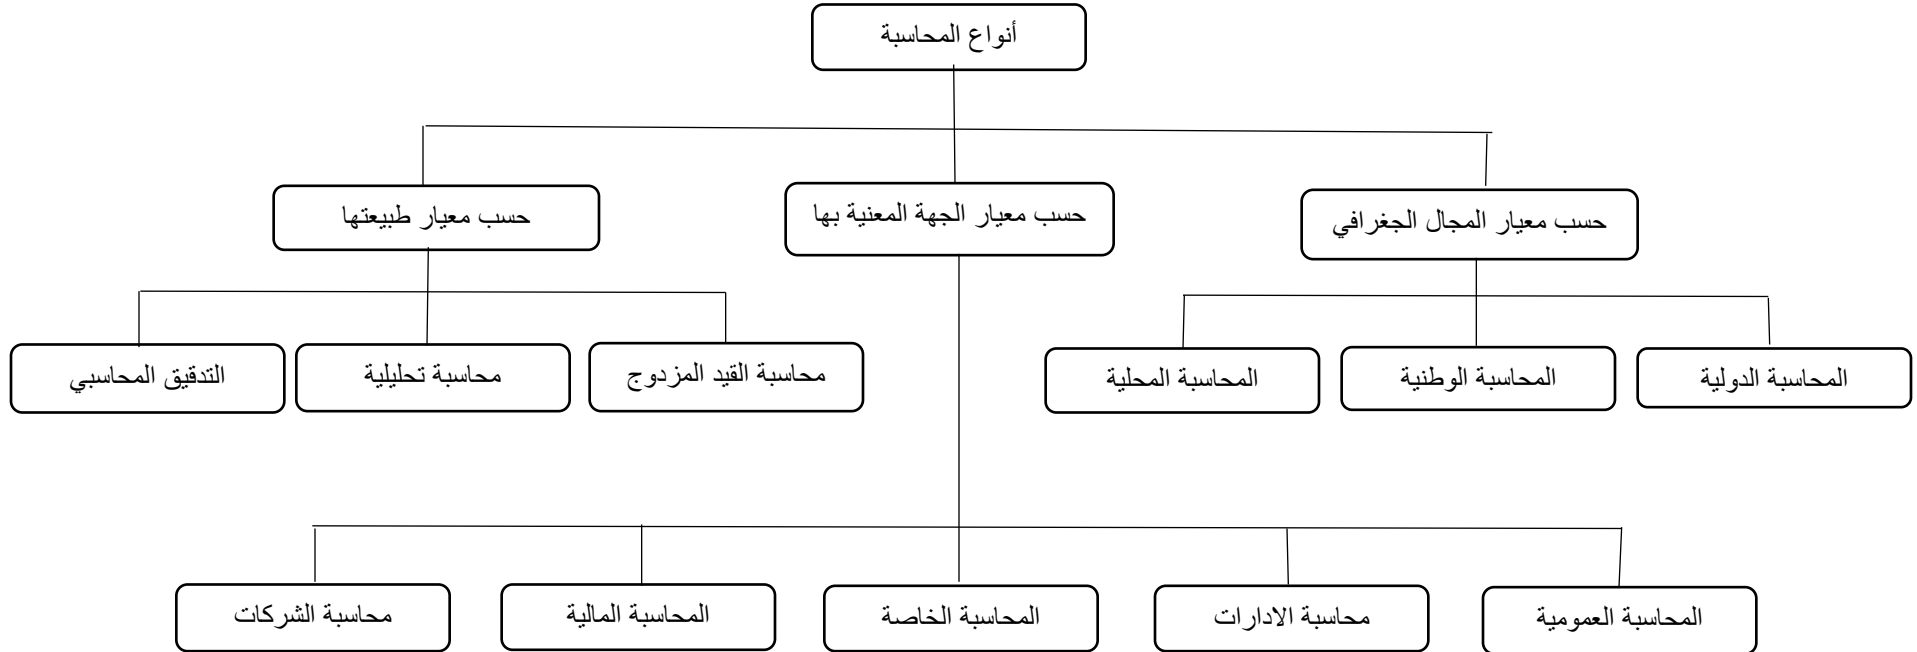 أنواع المحاسبة
حسب معيار المجال الجغرافي
حسب معيار الجهة المعنية بها
حسب معيار طبيعتها
المحاسبة الدولية
المحاسبة الوطنية
المحاسبة المحلية
محاسبة القيد المزدوج
محاسبة تحليلية
التدقيق المحاسبي
المحاسبة العمومية
محاسبة الادارات
المحاسبة الخاصة
المحاسبة المالية
محاسبة الشركات